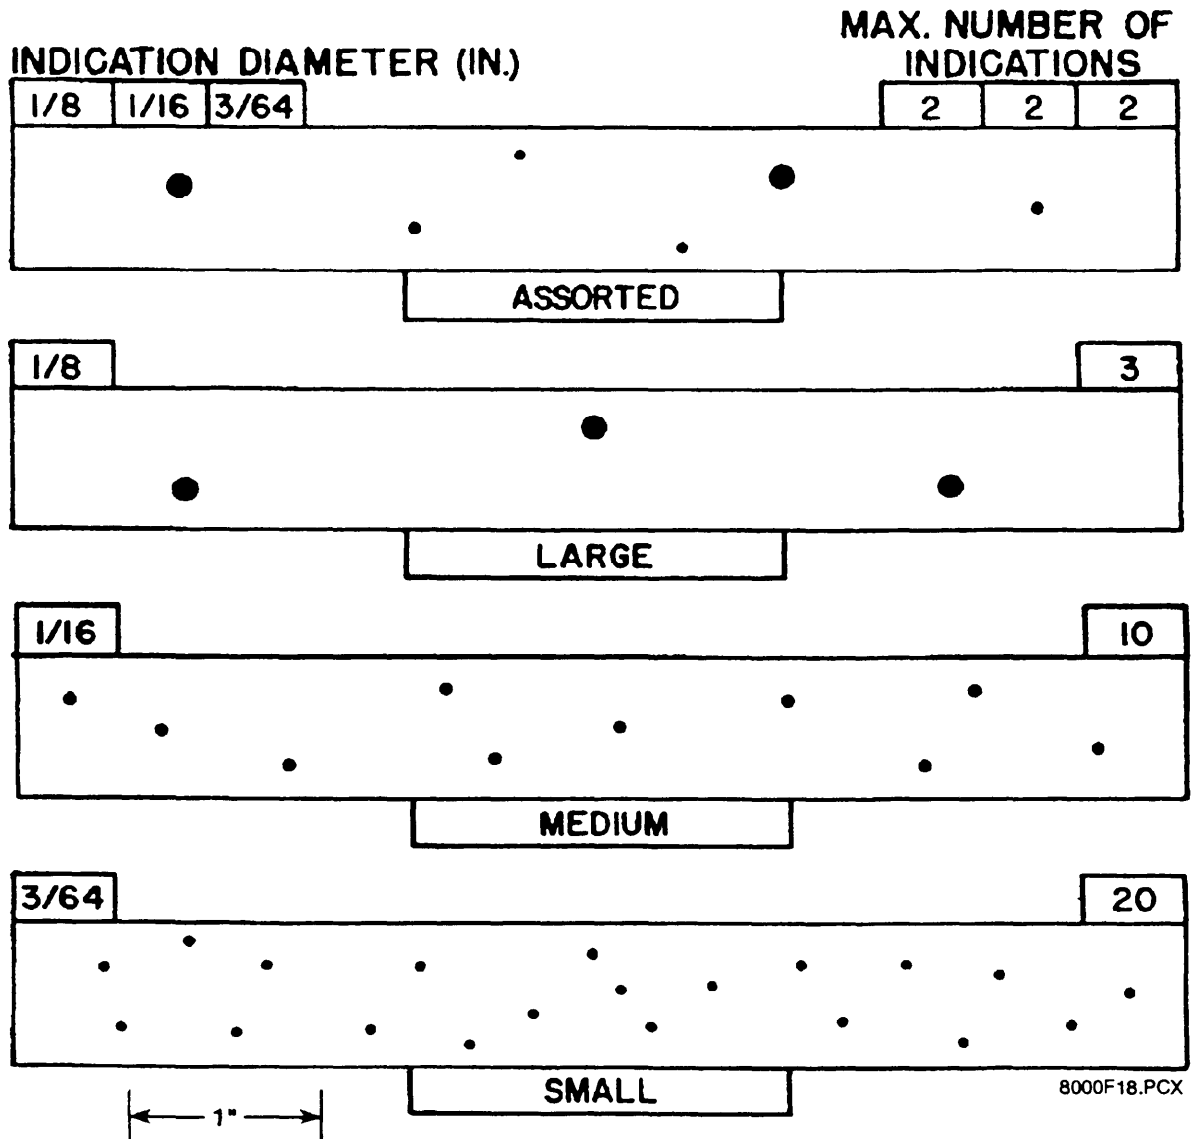 MAX. NUMBER OF
INDICATIONS
INDICATION DIAMETER (IN.)
1/8 1/16 3/64 2 2 2
ASSORTED
1/8 3
LARGE
1/16 10
MEDIUM
3/64 20
SMALL
8000F18.PCX
1"